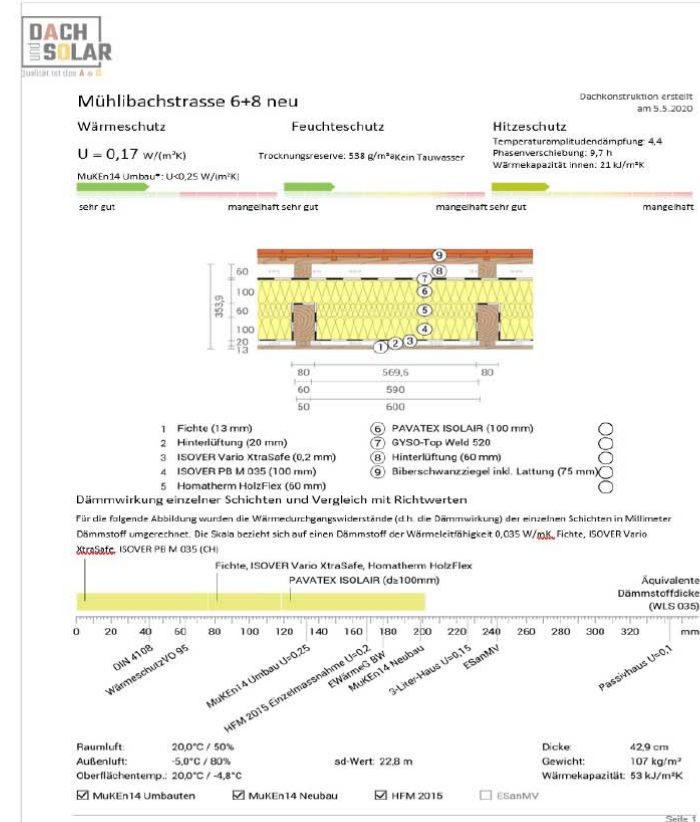 DACH
und
SOLAR
Qualität ist das A + O
Mühlibachstrasse 6+8 neu
Dachkonstruktion erstellt
am 5.5.2020
Wärmeschutz
U = 0,17 W/(m²K)
MuKEn14 Umbau*: U<0,25 W/(m²K)
sehr gut mangelhaft
Feuchteschutz
Trocknungsreserve: 538 g/m²aKein Tauwasser
sehr gut mangelhaft
Hitzeschutz
Temperaturamplitudendämpfung: 4,4
Phasenverschiebung: 9,7 h
Wärmekapazität innen: 21 kJ/m²K
sehr gut mangelhaft
353,9
60
100
60
100
20
13
9
8
7
6
5
4
3
2
1
80 569,6 80
60 590
50 600
1 Fichte (13 mm)
2 Hinterlüftung (20 mm)
3 ISOVER Vario XtraSafe (0,2 mm)
4 ISOVER PB M 035 (100 mm)
5 Homatherm HolzFlex (60 mm)
6 PAVATEX ISOLAIR (100 mm)
7 GYSO-Top Weld 520
8 Hinterlüftung (60 mm)
9 Biberschwanzziegel inkl. Lattung (75 mm)
Dämmwirkung einzelner Schichten und Vergleich mit Richtwerten
Für die folgende Abbildung wurden die Wärmedurchgangswiderstände (d.h. die Dämmwirkung) der einzelnen Schichten in Millimeter
Dämmstoff umgerechnet. Die Skala bezieht sich auf einen Dämmstoff der Wärmeleitfähigkeit 0,035 W/mK. Fichte, ISOVER Vario
XtraSafe, ISOVER PB M 035 (CH)
Fichte, ISOVER Vario XtraSafe, Homatherm HolzFlex
PAVATEX ISOLAIR (d≥100mm)
Äquivalente
Dämmstoffdicke
(WLS 035)
0 20 40 60 80 100 120 140 160 180 200 220 240 260 280 300 320 mm
DIN 4108
WärmeschutzVO 95
MuKEn14 Umbau U=0,25
HFM 2015 Einzelmassnahme U=0,2
EWärmeG BW
MuKEn14 Neubau
3-Liter-Haus U=0,15
ESanMV
Passivhaus U=0,1
Raumluft: 20,0°C / 50%
Außenluft: -5,0°C / 80%
Oberflächentemp.: 20,0°C / -4,8°C
sd-Wert: 22,8 m
Dicke: 42,9 cm
Gewicht: 107 kg/m²
Wärmekapazität: 53 kJ/m²K
MuKEn14 Umbauten MuKEn14 Neubau HFM 2015 ESanMV
Seite 1